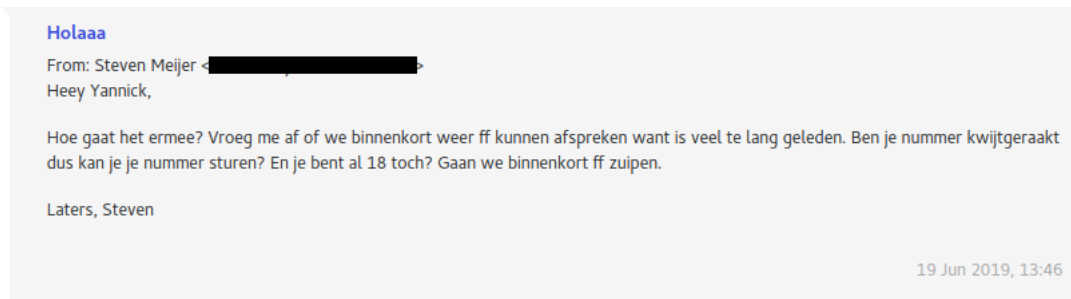 Holaaa
From: Steven Meijer < >
Heey Yannick,
Hoe gaat het ermee? Vroeg me af of we binnenkort weer ff kunnen afspreken want is veel te lang geleden. Ben je nummer kwijtgeraakt
dus kan je je nummer sturen? En je bent al 18 toch? Gaan we binnenkort ff zuipen.
Laters, Steven
19 Jun 2019, 13:46